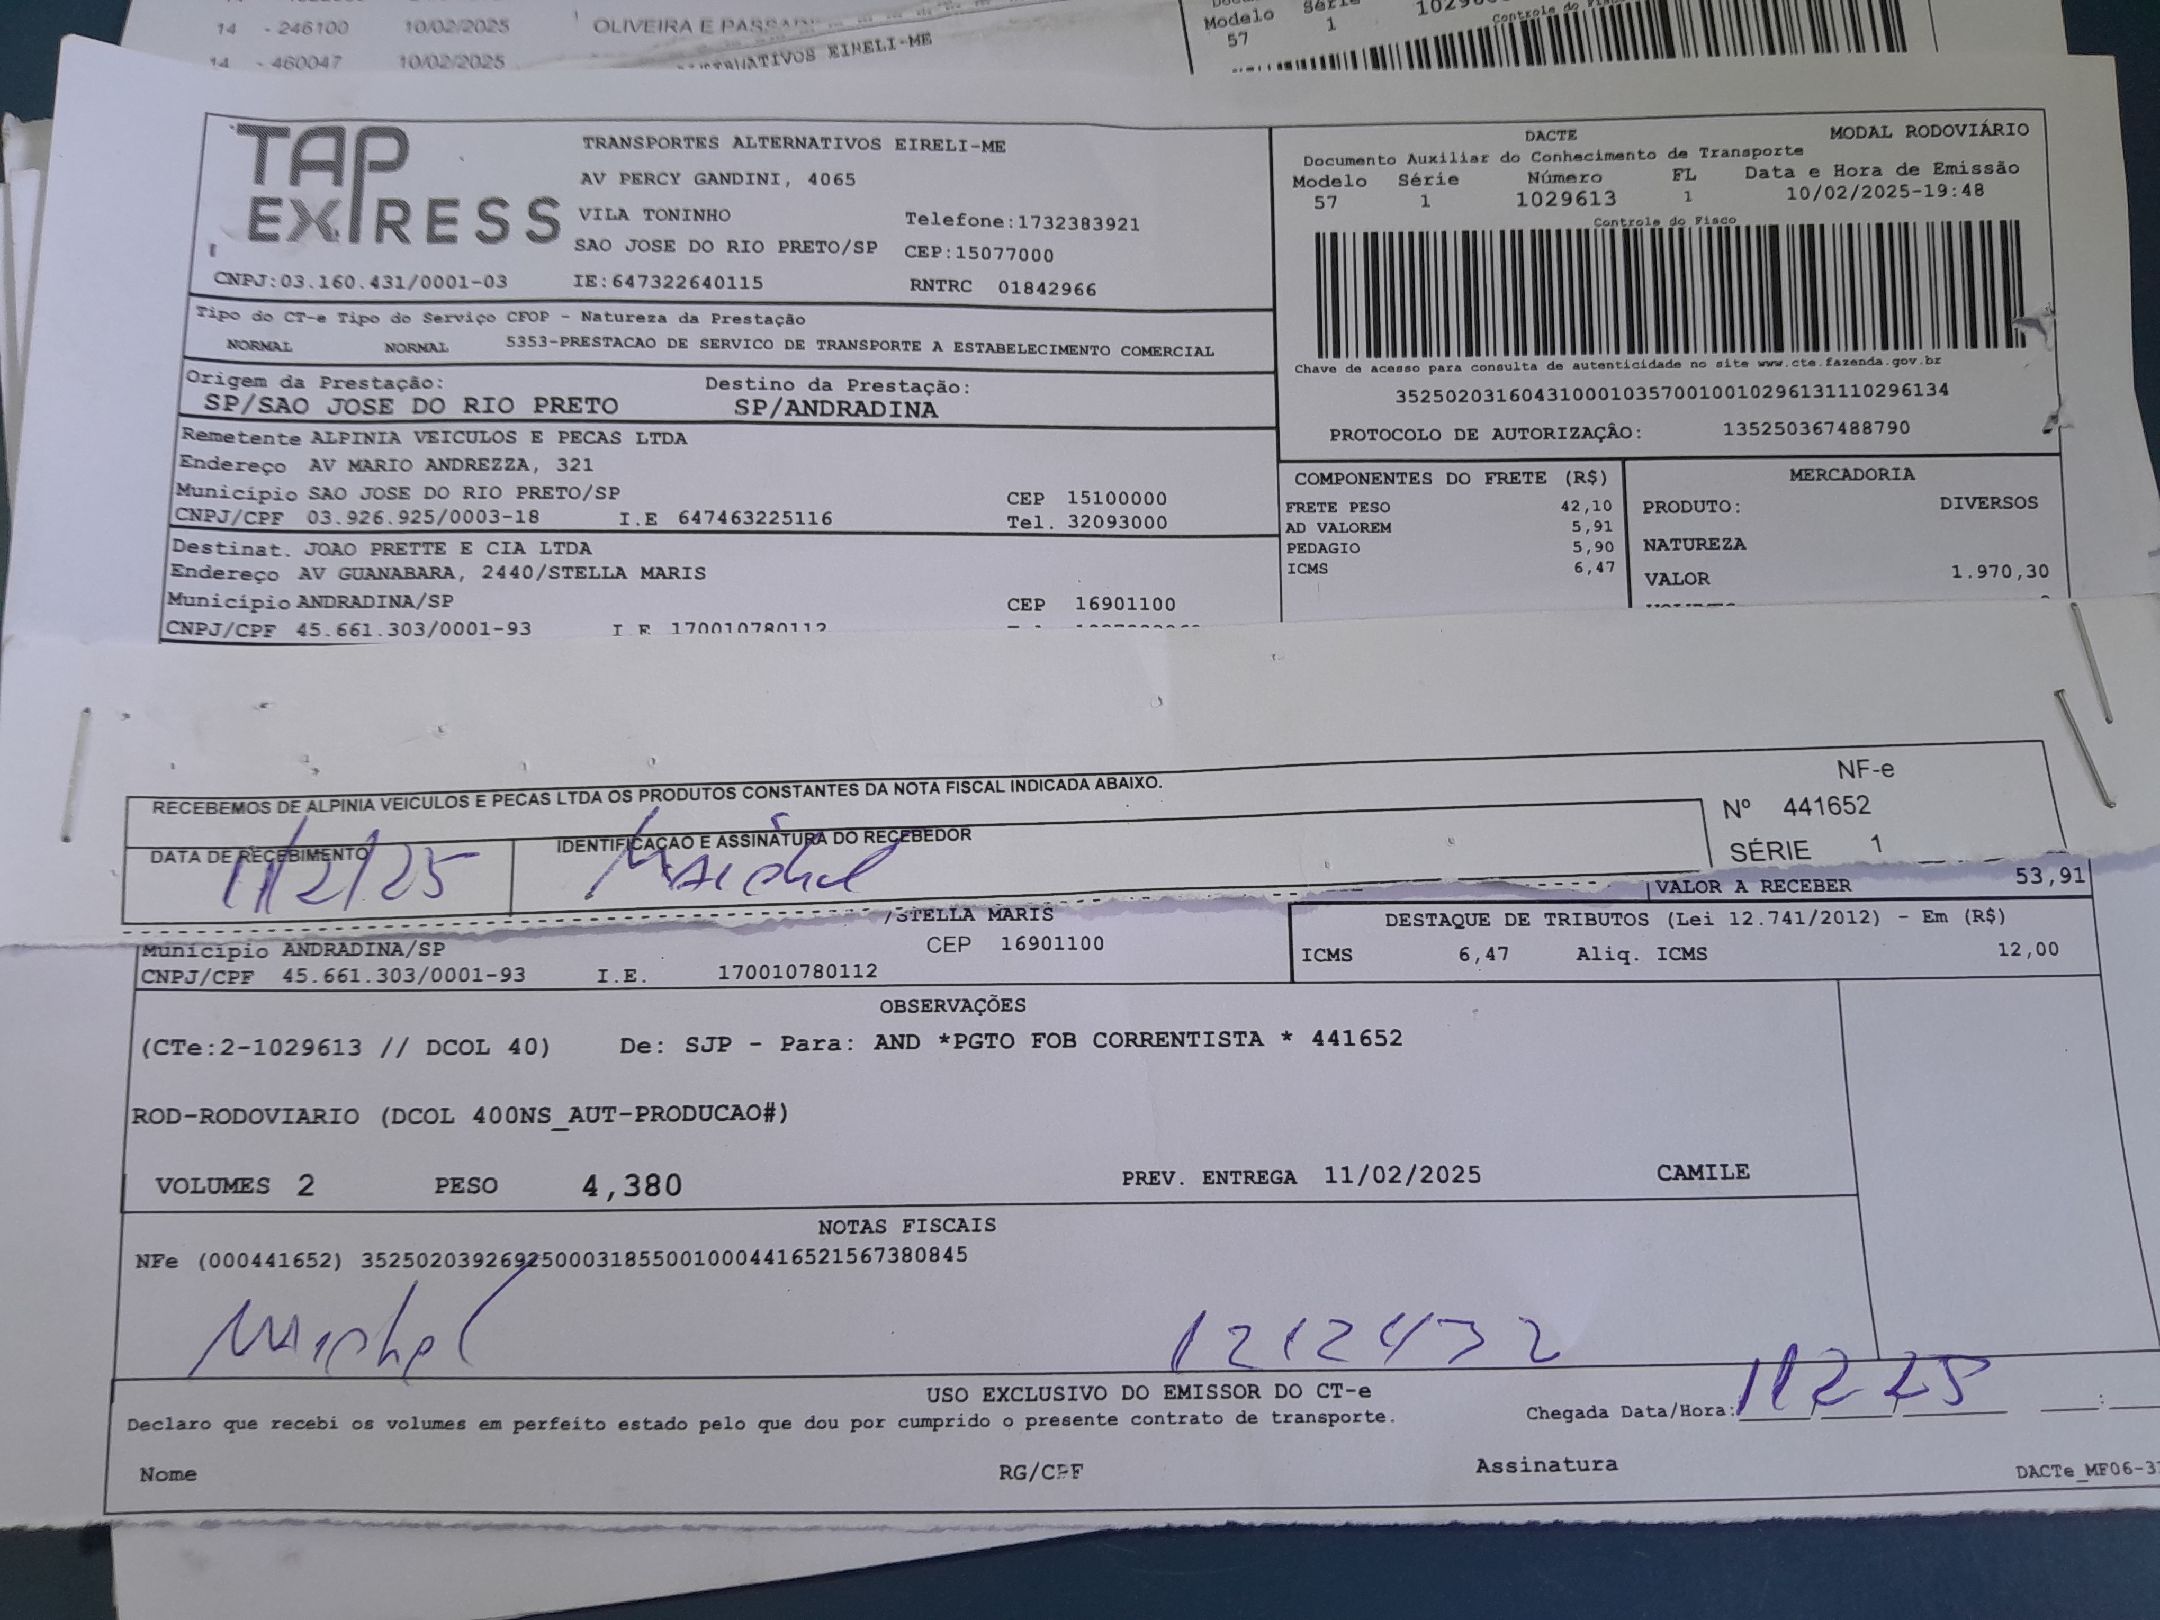 14 - 246100 10/02/2025 OLIVEIRA E
14 - 460047 10/02/2025 EIRELI-ME
Modelo Série
57 1
Controle do
TAP EXPRESS
TRANSPORTES ALTERNATIVOS EIRELI-ME
AV PERCY GANDINI, 4065
VILA TONINHO Telefone:1732383921
SAO JOSE DO RIO PRETO/SP CEP:15077000
CNPJ:03.160.431/0001-03 IE:647322640115 RNTRC 01842966
DACTE MODAL RODOVIÁRIO
Documento Auxiliar do Conhecimento de Transporte
Modelo Série Número FL Data e Hora de Emissão
57 1 1029613 1 10/02/2025-19:48
Controle do Fisco
Chave de acesso para consulta de autenticidade no site www.cte.fazenda.gov.br
35250203160431000103570010010296131110296134
PROTOCOLO DE AUTORIZAÇÃO: 135250367488790
Tipo do CT-e Tipo do Serviço CFOP - Natureza da Prestação
NORMAL NORMAL 5353-PRESTACAO DE SERVICO DE TRANSPORTE A ESTABELECIMENTO COMERCIAL
Origem da Prestação: Destino da Prestação:
SP/SAO JOSE DO RIO PRETO SP/ANDRADINA
Remetente ALPINIA VEICULOS E PECAS LTDA
Endereço AV MARIO ANDREZZA, 321
Município SAO JOSE DO RIO PRETO/SP CEP 15100000
CNPJ/CPF 03.926.925/0003-18 I.E 647463225116 Tel. 32093000
Destinat. JOAO PRETTE E CIA LTDA
Endereço AV GUANABARA, 2440/STELLA MARIS
Município ANDRADINA/SP CEP 16901100
CNPJ/CPF 45.661.303/0001-93 I.E 170010780112
COMPONENTES DO FRETE (R$)
FRETE PESO 42,10
AD VALOREM 5,91
PEDAGIO 5,90
ICMS 6,47
MERCADORIA
PRODUTO: DIVERSOS
NATUREZA
VALOR 1.970,30
RECEBEMOS DE ALPINIA VEICULOS E PECAS LTDA OS PRODUTOS CONSTANTES DA NOTA FISCAL INDICADA ABAIXO.
DATA DE RECEBIMENTO IDENTIFICAÇÃO E ASSINATURA DO RECEBEDOR
11/2/25 Maichel
NF-e
Nº 441652
SÉRIE 1
VALOR A RECEBER 53,91
/STELLA MARIS
Município ANDRADINA/SP CEP 16901100
CNPJ/CPF 45.661.303/0001-93 I.E. 170010780112
DESTAQUE DE TRIBUTOS (Lei 12.741/2012) - Em (R$)
ICMS 6,47 Aliq. ICMS 12,00
OBSERVAÇÕES
(CTe:2-1029613 // DCOL 40) De: SJP - Para: AND *PGTO FOB CORRENTISTA * 441652
ROD-RODOVIARIO (DCOL 400NS_AUT-PRODUCAO#)
VOLUMES 2 PESO 4,380 PREV. ENTREGA 11/02/2025 CAMILE
NOTAS FISCAIS
NFe (000441652) 35250203926925000318550010004416521567380845
Maichel 1212432
USO EXCLUSIVO DO EMISSOR DO CT-e
Declaro que recebi os volumes em perfeito estado pelo que dou por cumprido o presente contrato de transporte.
Chegada Data/Hora: 11 2 25
Nome RG/CPF Assinatura